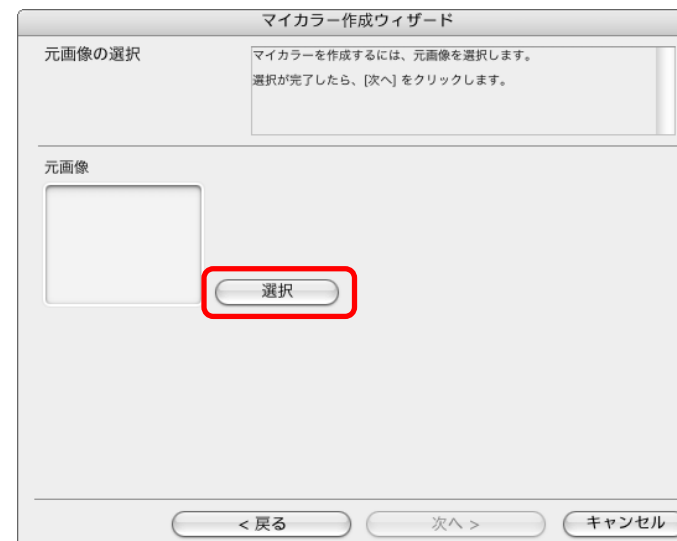 マイカラー作成ウィザード
元画像の選択
マイカラーを作成するには、元画像を選択します。
選択が完了したら、[次へ] をクリックします。
元画像
選択
< 戻る
次へ >
キャンセル